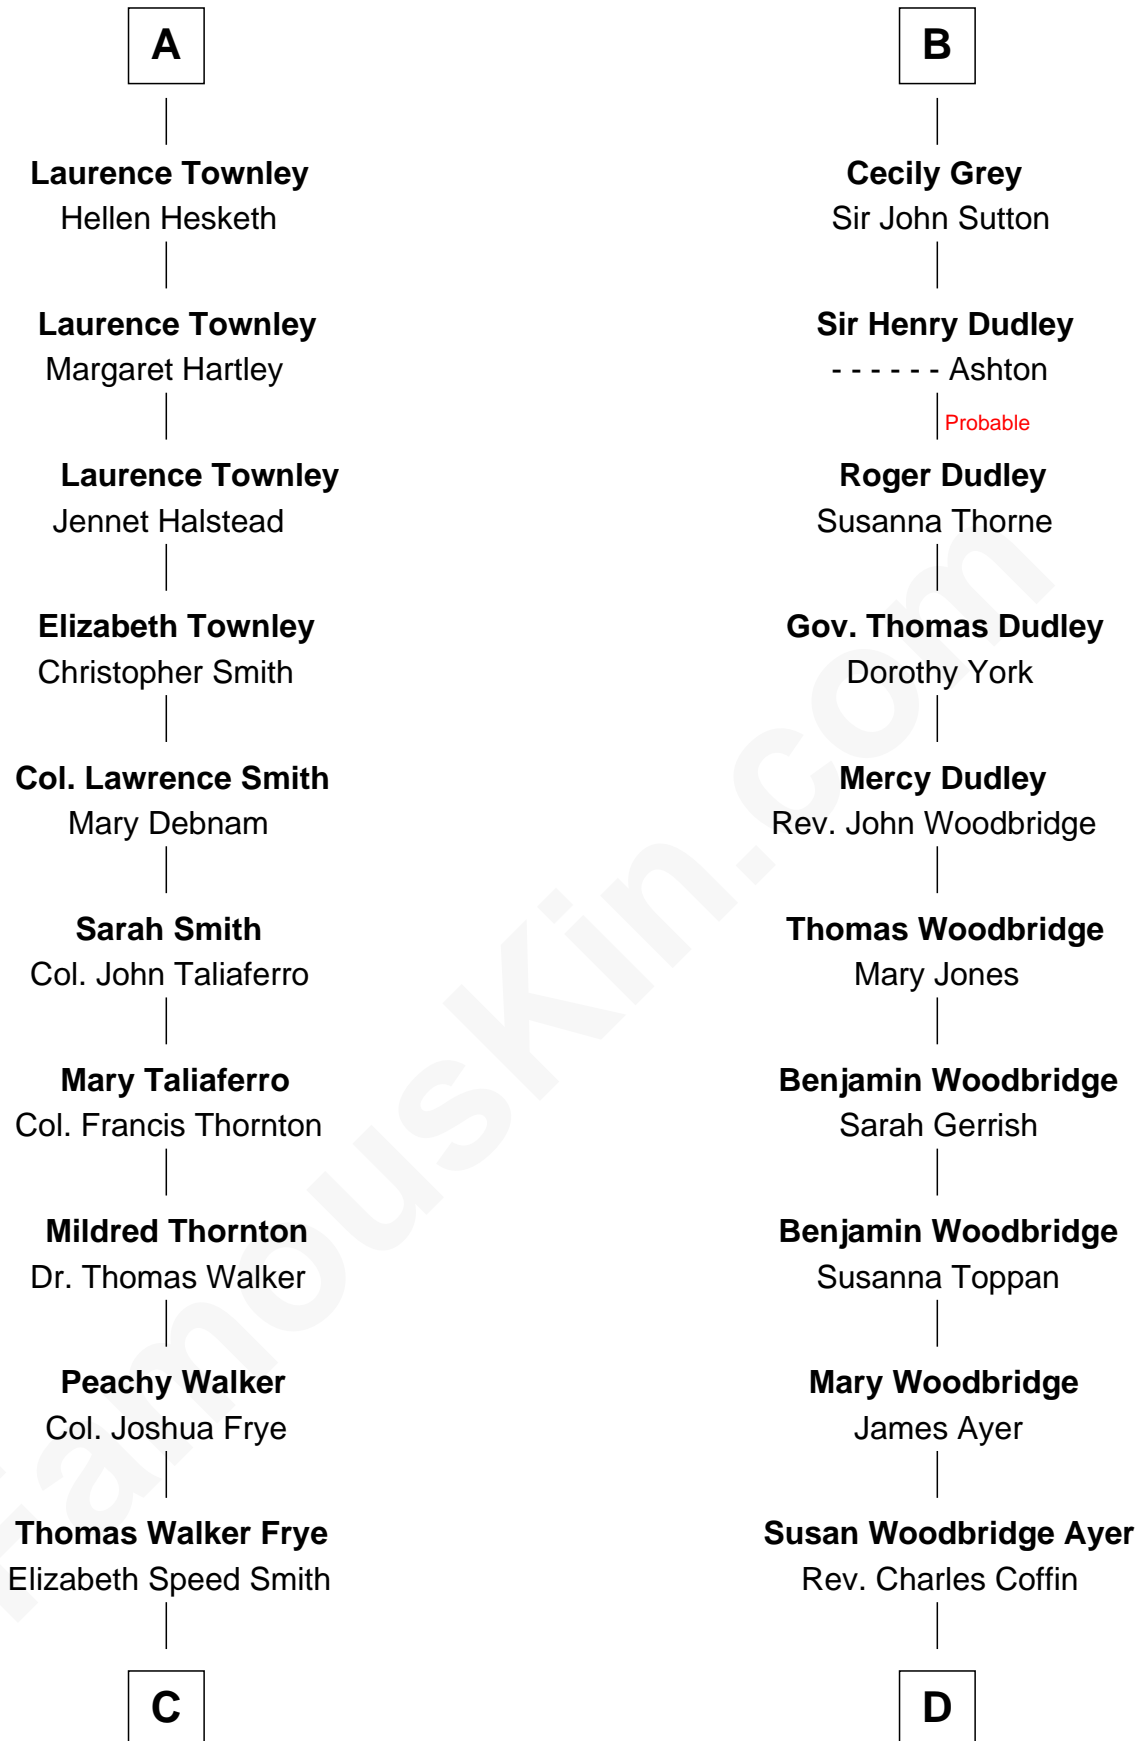 A
Laurence Townley
Hellen Hesketh
Laurence Townley
Margaret Hartley
Laurence Townley
Jennet Halstead
Elizabeth Townley
Christopher Smith
Col. Lawrence Smith
Mary Debnam
Sarah Smith
Col. John Taliaferro
Mary Taliaferro
Col. Francis Thornton
Mildred Thornton
Dr. Thomas Walker
Peachy Walker
Col. Joshua Frye
Thomas Walker Frye
Elizabeth Speed Smith
C
B
Cecily Grey
Sir John Sutton
Sir Henry Dudley
- - - - - - Ashton
Probable
Roger Dudley
Susanna Thorne
Gov. Thomas Dudley
Dorothy York
Mercy Dudley
Rev. John Woodbridge
Thomas Woodbridge
Mary Jones
Benjamin Woodbridge
Sarah Gerrish
Benjamin Woodbridge
Susanna Toppan
Mary Woodbridge
James Ayer
Susan Woodbridge Ayer
Rev. Charles Coffin
D
FamousKin.com